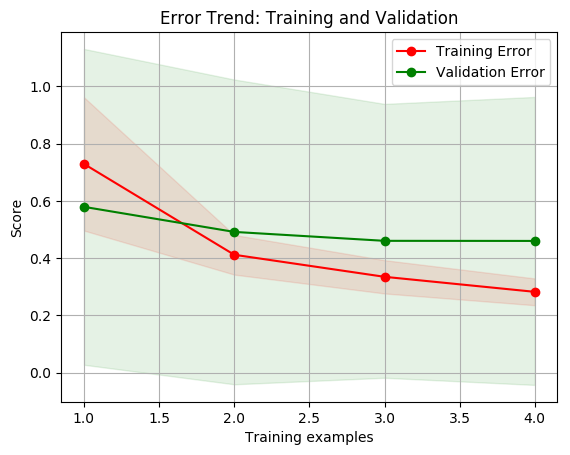 Error Trend: Training and Validation
Training Error
Validation Error
Score
1.0
0.8
0.6
0.4
0.2
0.0
1.0 1.5 2.0 2.5 3.0 3.5 4.0
Training examples